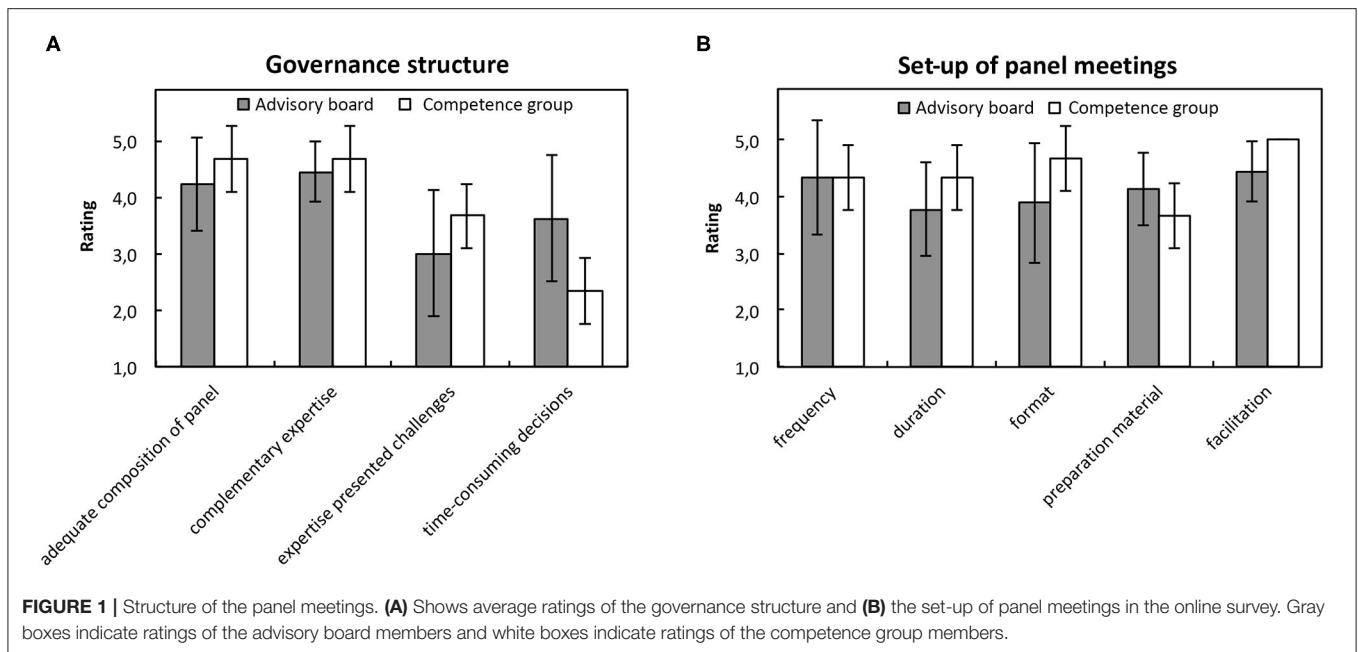 A
Governance structure
Advisory board
Competence group
Rating
5,0
4,0
3,0
2,0
1,0
adequate composition of panel
complementary expertise
expertise presented challenges
time-consuming decisions
B
Set-up of panel meetings
Advisory board
Competence group
Rating
5,0
4,0
3,0
2,0
1,0
frequency
duration
format
preparation material
facilitation
FIGURE 1 | Structure of the panel meetings. (A) Shows average ratings of the governance structure and (B) the set-up of panel meetings in the online survey. Gray
boxes indicate ratings of the advisory board members and white boxes indicate ratings of the competence group members.